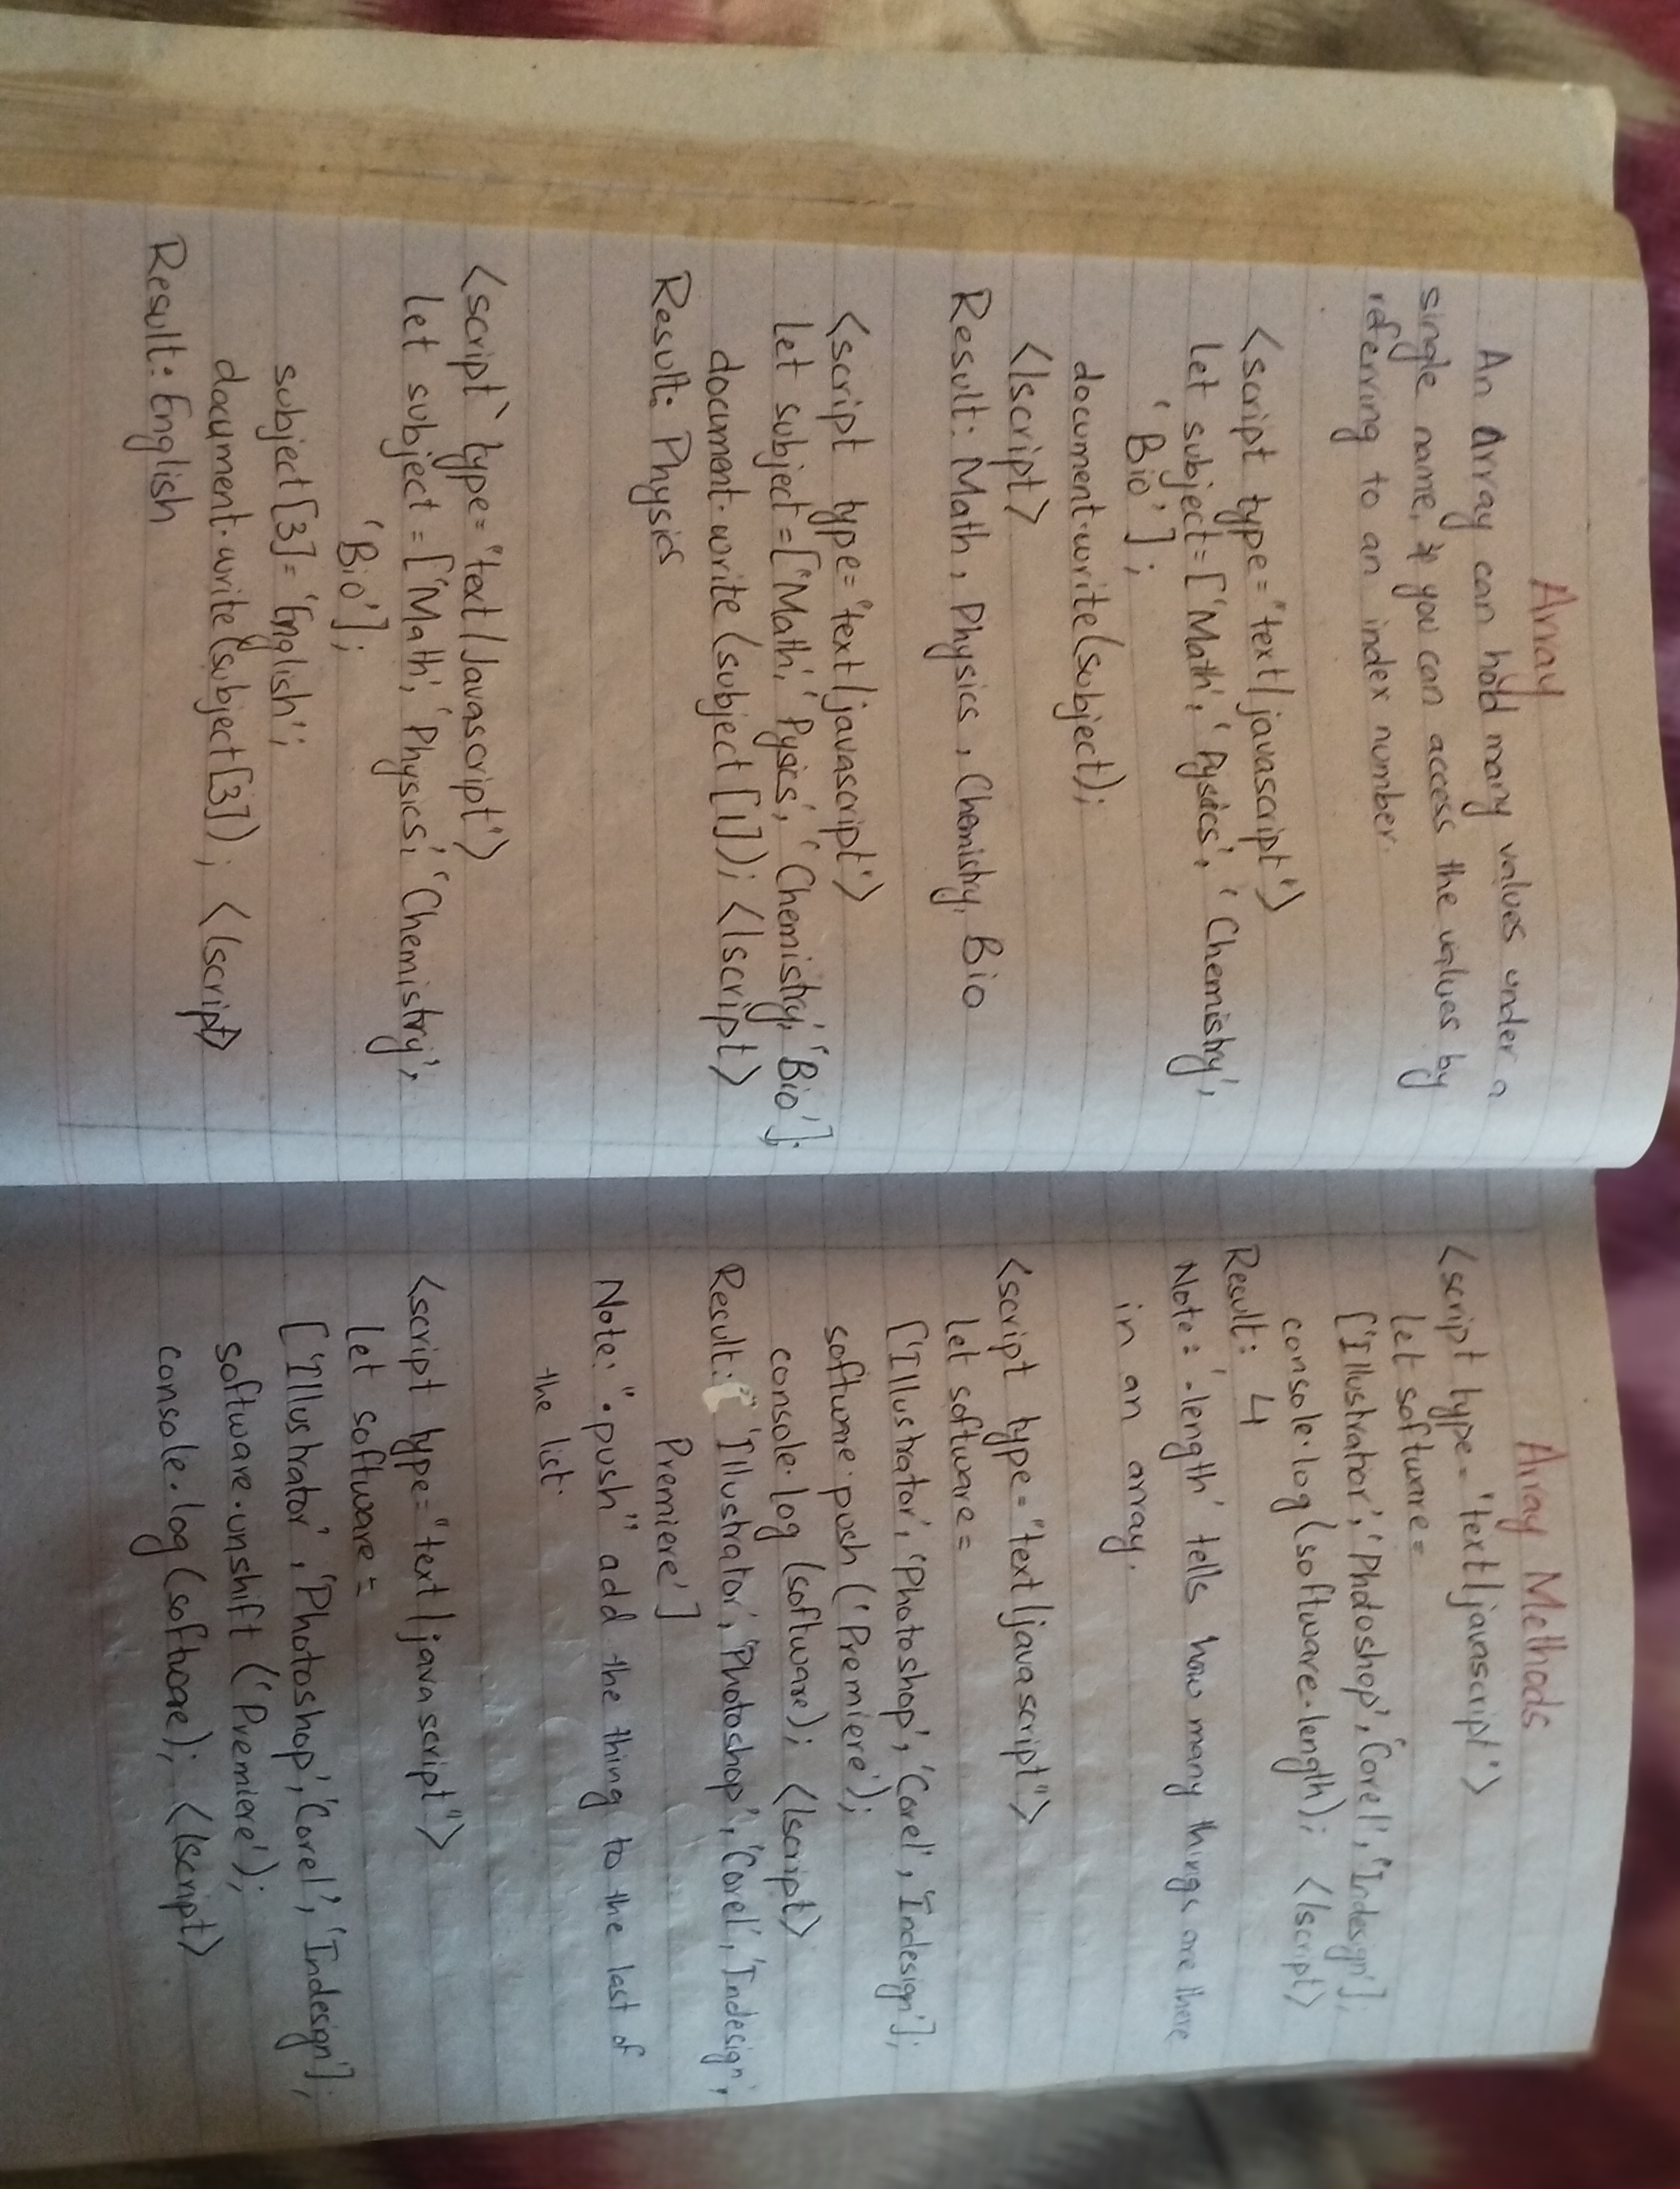 Array
An Array can hold many values under a
single name, you can access the values by
referring to an index number.
<script type="text/javascript">
Let subject=['Math', 'Pysics', 'Chemistry',
'Bio'];
document.write(subject);
</script>
Result: Math, Physics, Chemistry, Bio
<script type="text/javascript">
Let subject=['Math', 'Pysics', 'Chemistry', 'Bio'];
document.write(subject[1]); </script>
Result: Physics
<script type="text/Javascript">
Let subject=['Math', 'Physics', 'Chemistry',
'Bio'];
subject[3]='English';
document.write(subject[3]); </script>
Result: English
Array Methods
<script type="text/javascript">
let software=
['Illustrator', 'Photoshop', 'Corel', 'Indesign'];
console.log(software.length); </script>
Result: 4
Note: '.length' tells how many things are there
in an array.
<script type="text/javascript">
let software=
['Illustrator', 'Photoshop', 'Corel', 'Indesign'];
software.push('Premiere');
console.log(software); </script>
Result: 'Illustrator', 'Photoshop', 'Corel', 'Indesign',
Premiere']
Note: ".push" add the thing to the last of
the list.
<script type="text/javascript">
let software=
['Illustrator', 'Photoshop', 'Corel', 'Indesign'];
software.unshift('Premiere');
console.log(software); </script>